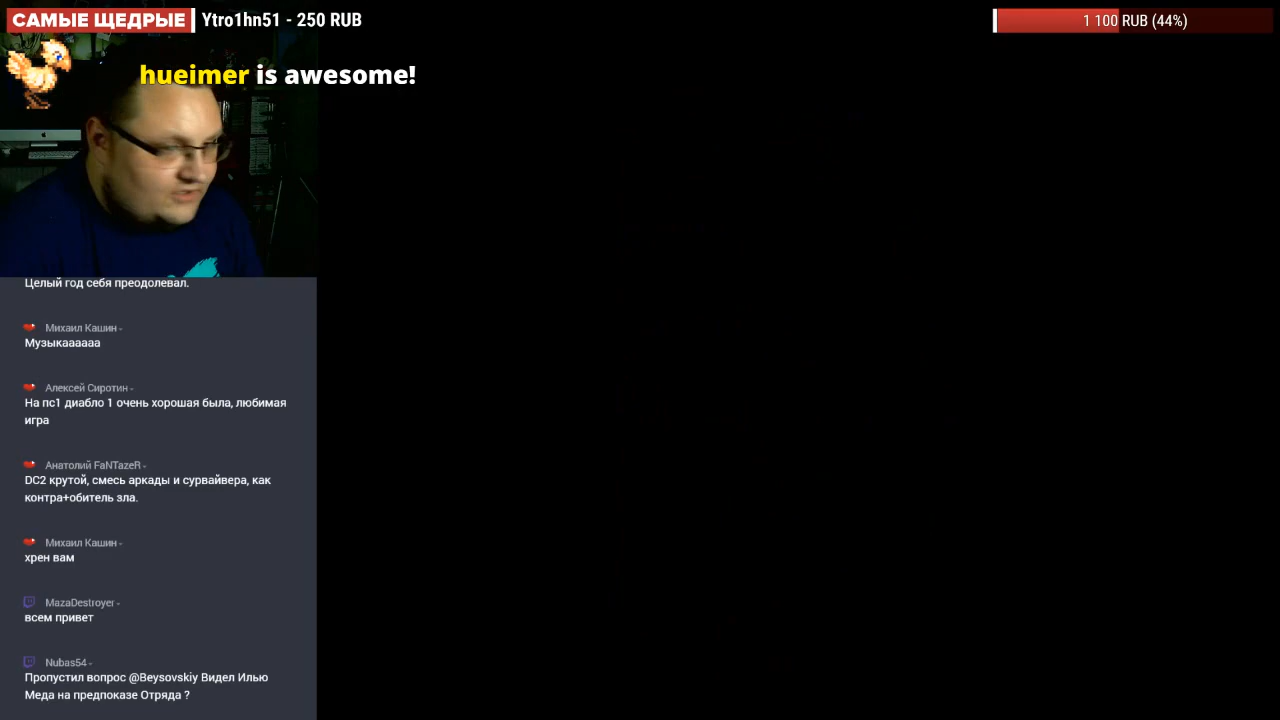 САМЫЕ ЩЕДРЫЕ Ytro1hn51 - 250 RUB
1 100 RUB (44%)
hueimer is awesome!
Целый год себя преодолевал.
Михаил Кашин -
Музыкаааааа
Алексей Сиротин -
На пс1 диабло 1 очень хорошая была, любимая
игра
Анатолий FaNTazeR -
DC2 крутой, смесь аркады и сурвайвера, как
контра+обитель зла.
Михаил Кашин -
хрен вам
MazaDestroyer -
всем привет
Nubas54 -
Пропустил вопрос @Beysovskiy Видел Илью
Меда на предпоказе Отряда ?